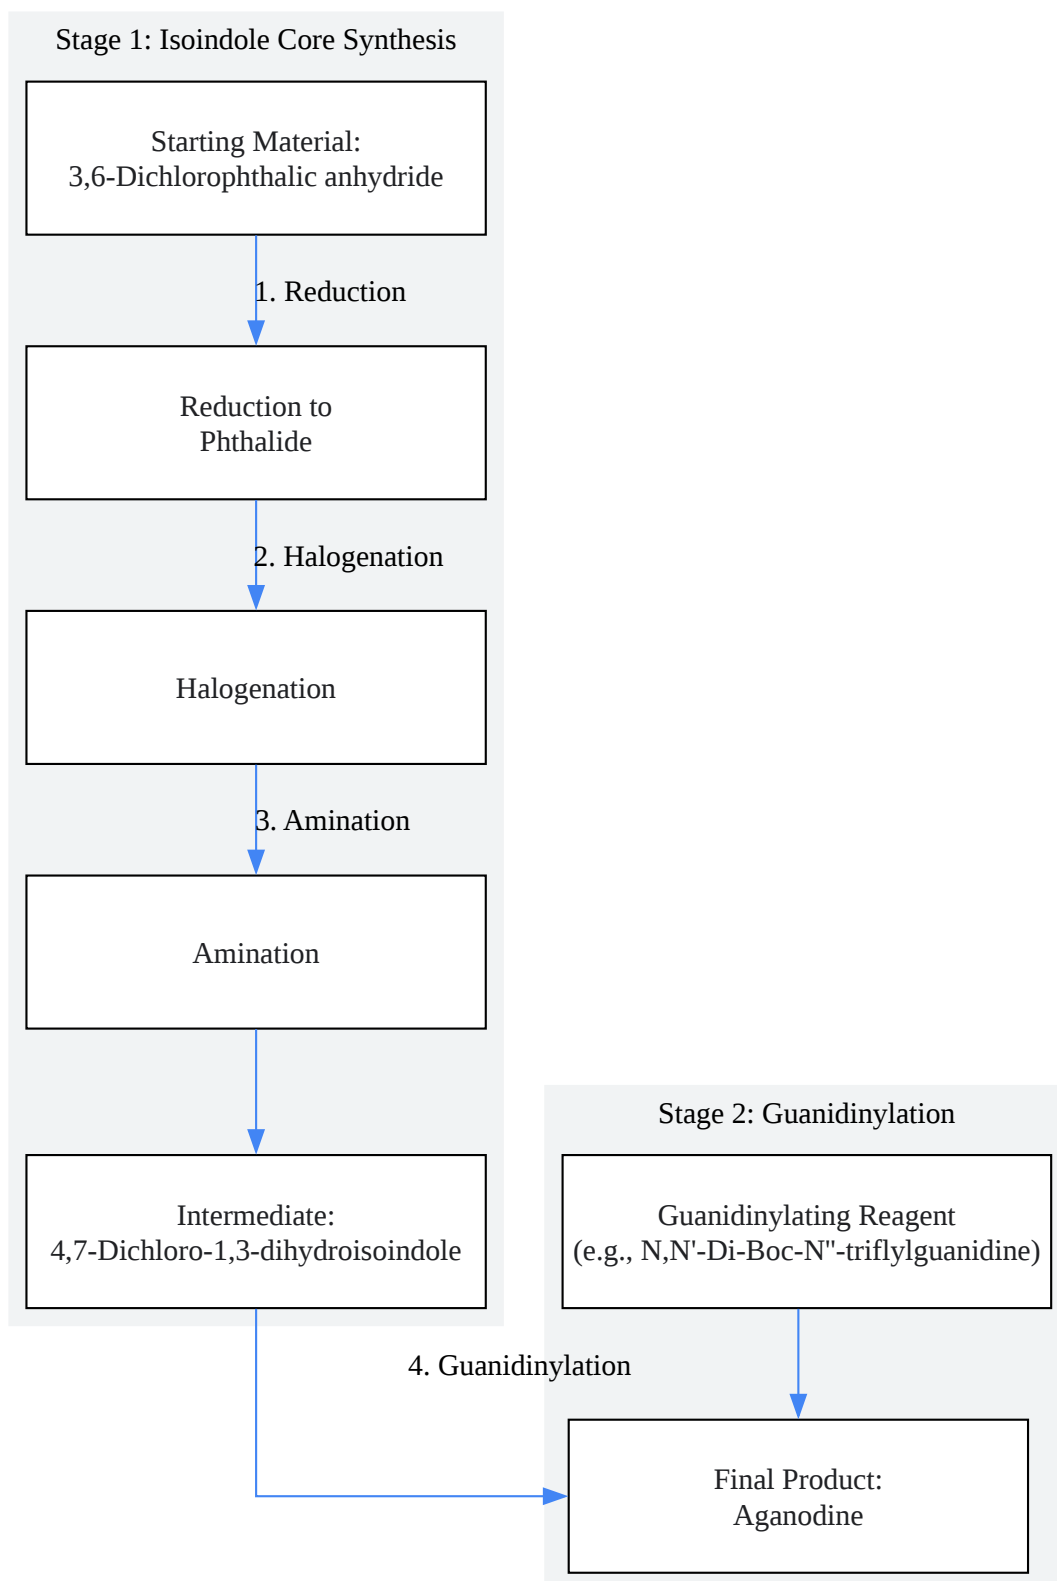 Stage 1: Isoindole Core Synthesis
Starting Material:
3,6-Dichlorophthalic anhydride
1. Reduction
Reduction to
Phthalide
2. Halogenation
Halogenation
3. Amination
Amination
Intermediate:
4,7-Dichloro-1,3-dihydroisoindole
Stage 2: Guanidinylation
Guanidinylating Reagent
(e.g., N,N'-Di-Boc-N"-triflylguanidine)
4. Guanidinylation
Final Product:
Aganodine